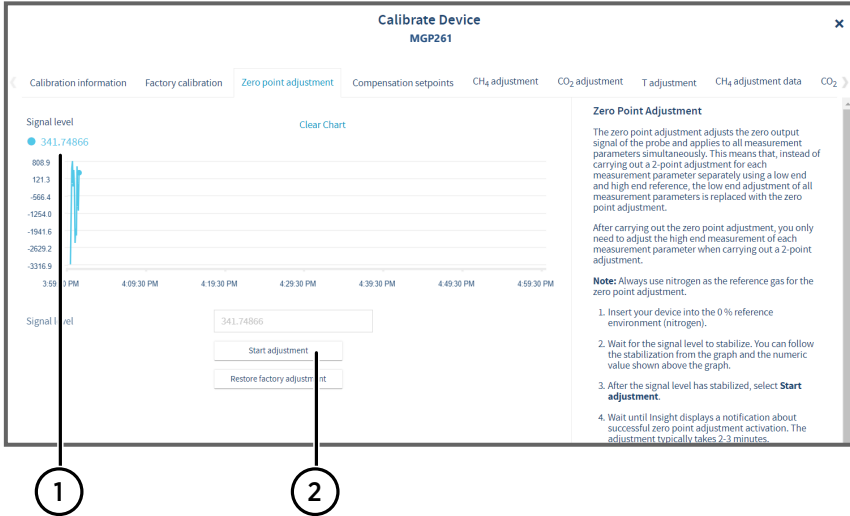 Calibrate Device
MGP261
Calibration information Factory calibration Zero point adjustment Compensation setpoints CH₄ adjustment CO₂ adjustment T adjustment CH₄ adjustment data CO₂
Signal level
Clear Chart
341.74866
808.9
121.3
-566.4
-1254.0
-1941.6
-2629.2
-3316.9
4:09:30 PM 4:19:30 PM 4:29:30 PM 4:39:30 PM 4:49:30 PM 4:59:30 PM
Signal level
341.74866
Start adjustment
Restore factory adjustment
Zero Point Adjustment
The zero point adjustment adjusts the zero output
signal of the probe and applies to all measurement
parameters simultaneously. This means that, instead of
carrying out a 2-point adjustment for each
measurement parameter separately using a low end
and high end reference, the low end adjustment of all
measurement parameters is replaced with the zero
point adjustment.
After carrying out the zero point adjustment, you only
need to adjust the high end measurement of each
measurement parameter when carrying out a 2-point
adjustment.
Note: Always use nitrogen as the reference gas for the
zero point adjustment.
1. Insert your device into the 0 % reference
environment (nitrogen).
2. Wait for the signal level to stabilize. You can follow
the stabilization from the graph and the numeric
value shown above the graph.
3. After the signal level has stabilized, select Start
adjustment.
4. Wait until Insight displays a notification about
successful zero point adjustment activation. The
adjustment typically takes 2-3 minutes.
1
2